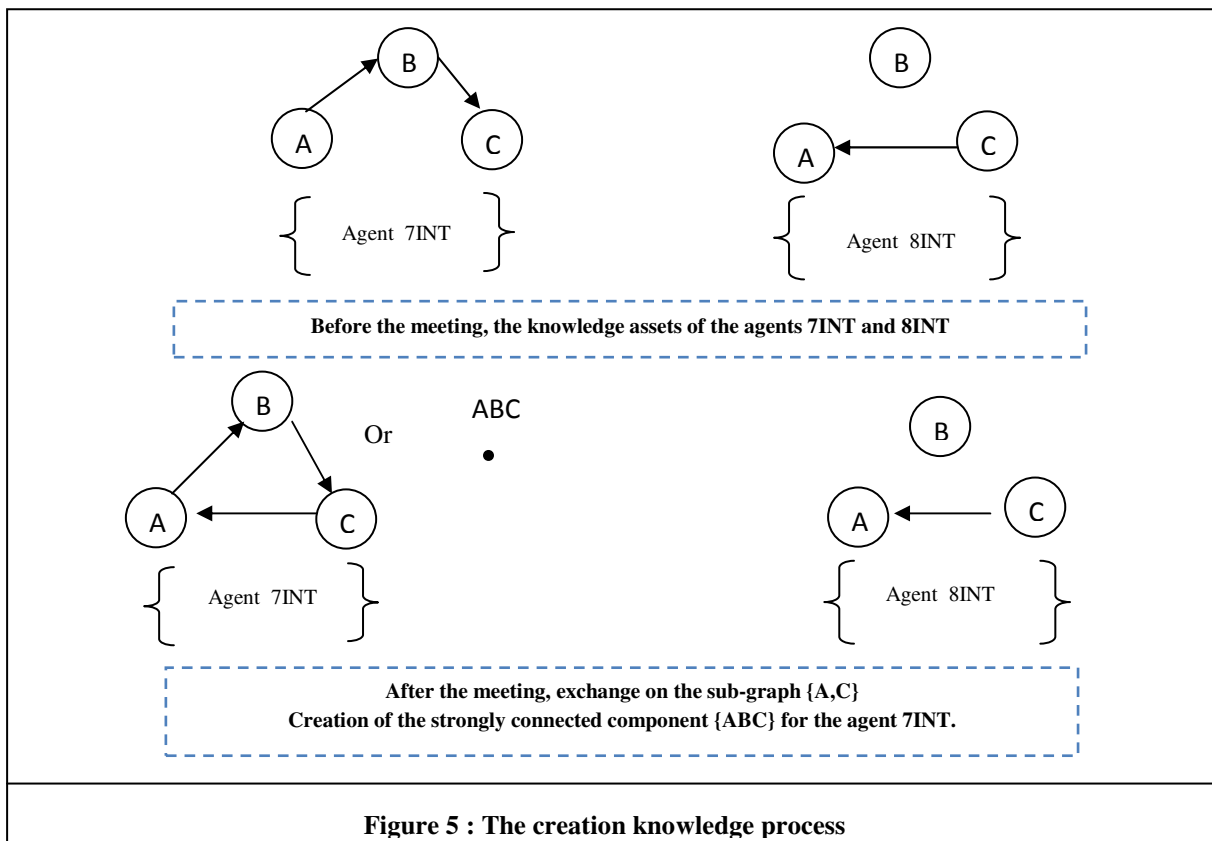 B
B
A
C
A
C
Agent 7INT
Agent 8INT
Before the meeting, the knowledge assets of the agents 7INT and 8INT
B
Or
ABC
B
A
C
A
C
Agent 7INT
Agent 8INT
After the meeting, exchange on the sub-graph {A,C}
Creation of the strongly connected component {ABC} for the agent 7INT.
Figure 5 : The creation knowledge process